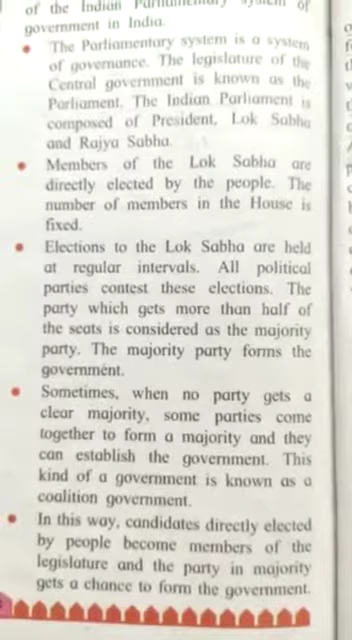 of the Indian Parliamentary system of
government in India.
• The Parliamentary system is a system
of governance. The legislature of the
Central government is known as the
Parliament. The Indian Parliament is
composed of President, Lok Sabha
and Rajya Sabha.
• Members of the Lok Sabha are
directly elected by the people. The
number of members in the House is
fixed.
• Elections to the Lok Sabha are held
at regular intervals. All political
parties contest these elections. The
party which gets more than half of
the seats is considered as the majority
party. The majority party forms the
government.
• Sometimes, when no party gets a
clear majority, some parties come
together to form a majority and they
can establish the government. This
kind of a government is known as a
coalition government.
• In this way, candidates directly elected
by people become members of the
legislature and the party in majority
gets a chance to form the government.